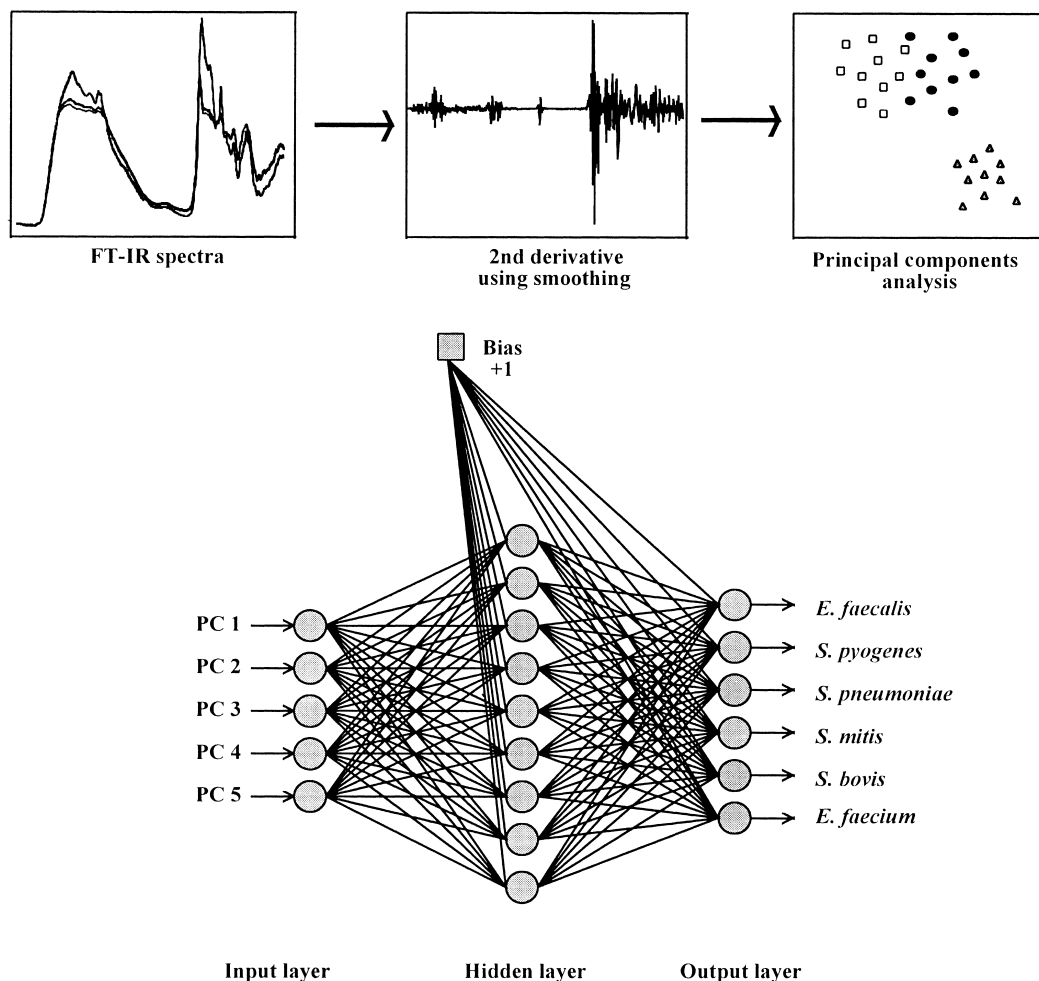 FT-IR spectra
2nd derivative
using smoothing
Principal components
analysis
Bias
+1
PC 1
PC 2
PC 3
PC 4
PC 5
E. faecalis
S. pyogenes
S. pneumoniae
S. mitis
S. bovis
E. faecium
Input layer
Hidden layer
Output layer